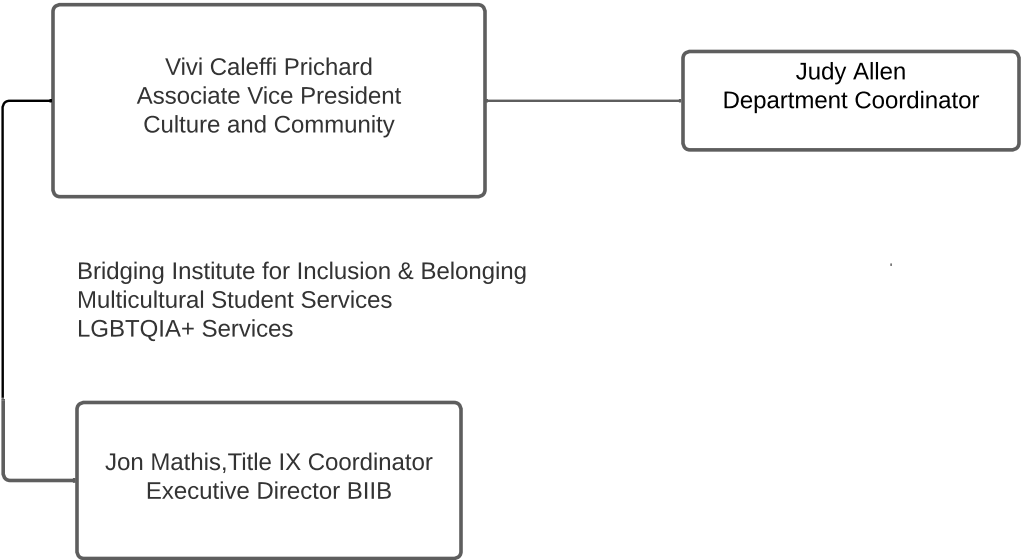 Vivi Caleffi Prichard
Associate Vice President
Culture and Community
Judy Allen
Department Coordinator
Bridging Institute for Inclusion & Belonging
Multicultural Student Services
LGBTQIA+ Services
Jon Mathis,Title IX Coordinator
Executive Director BIIB